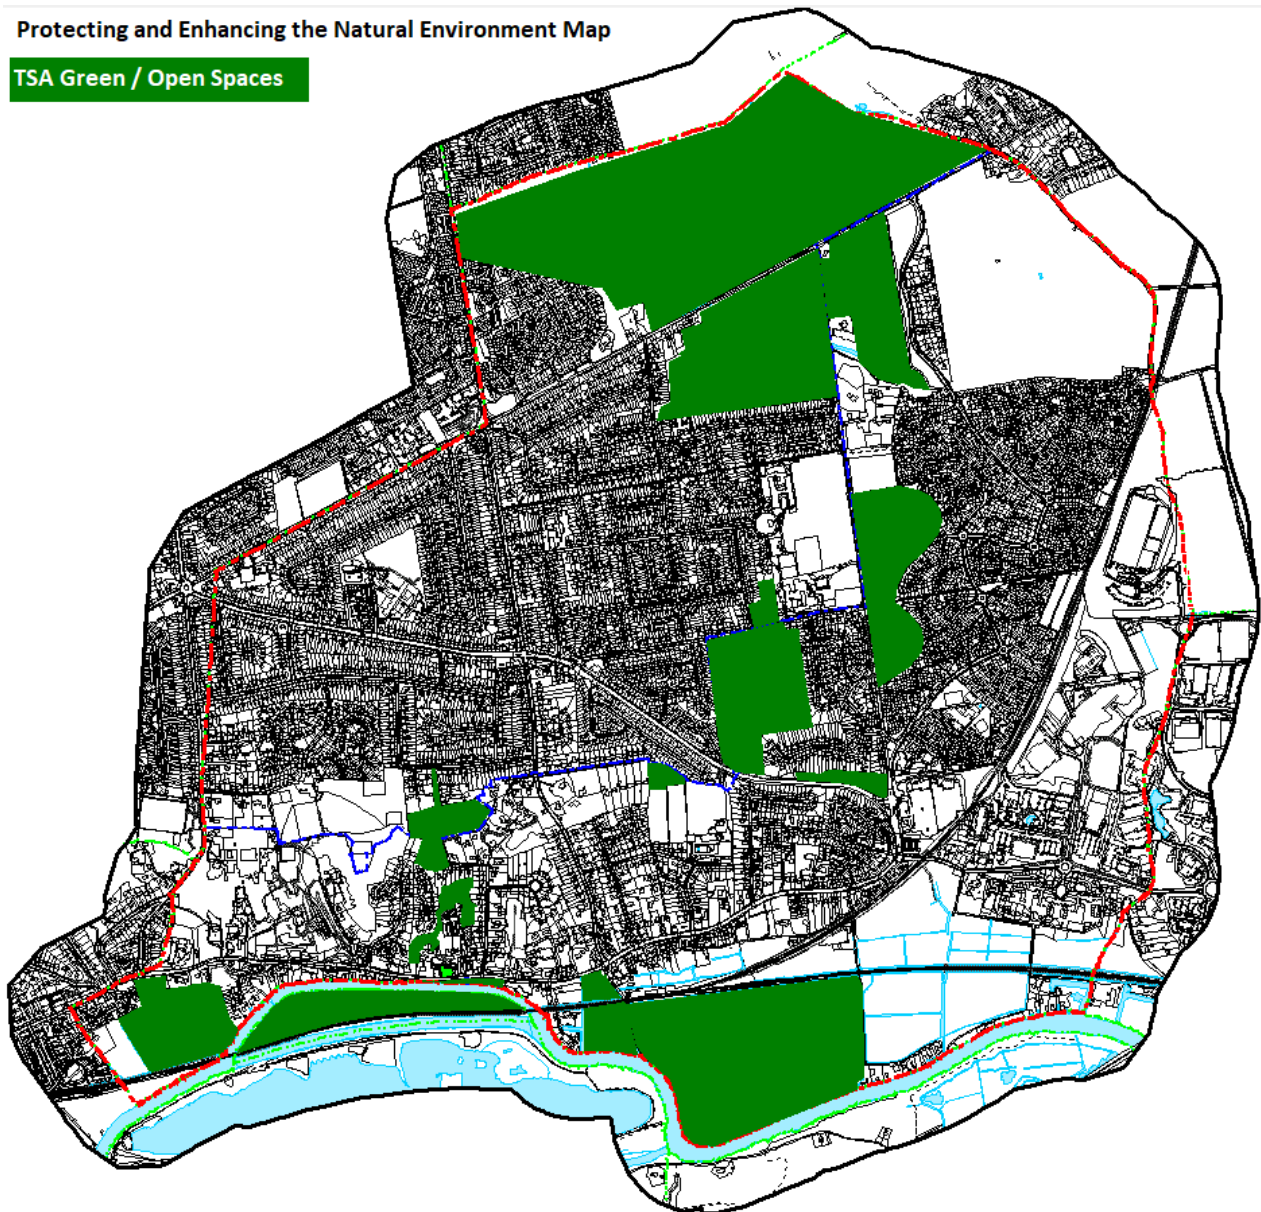 Protecting and Enhancing the Natural Environment Map
TSA Green / Open Spaces